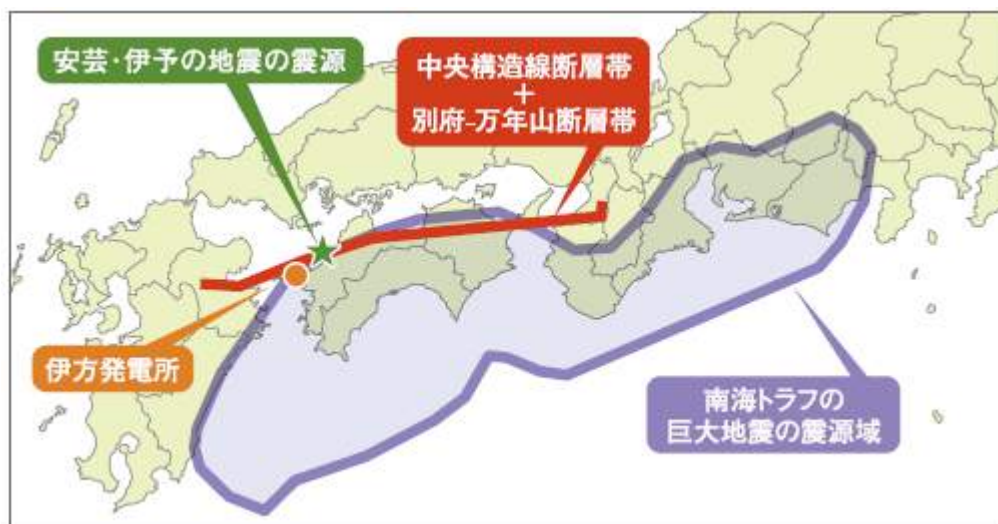 安芸・伊予の地震の震源
中央構造線断層帯
+
別府-万年山断層帯
伊方発電所
南海トラフの
巨大地震の震源域